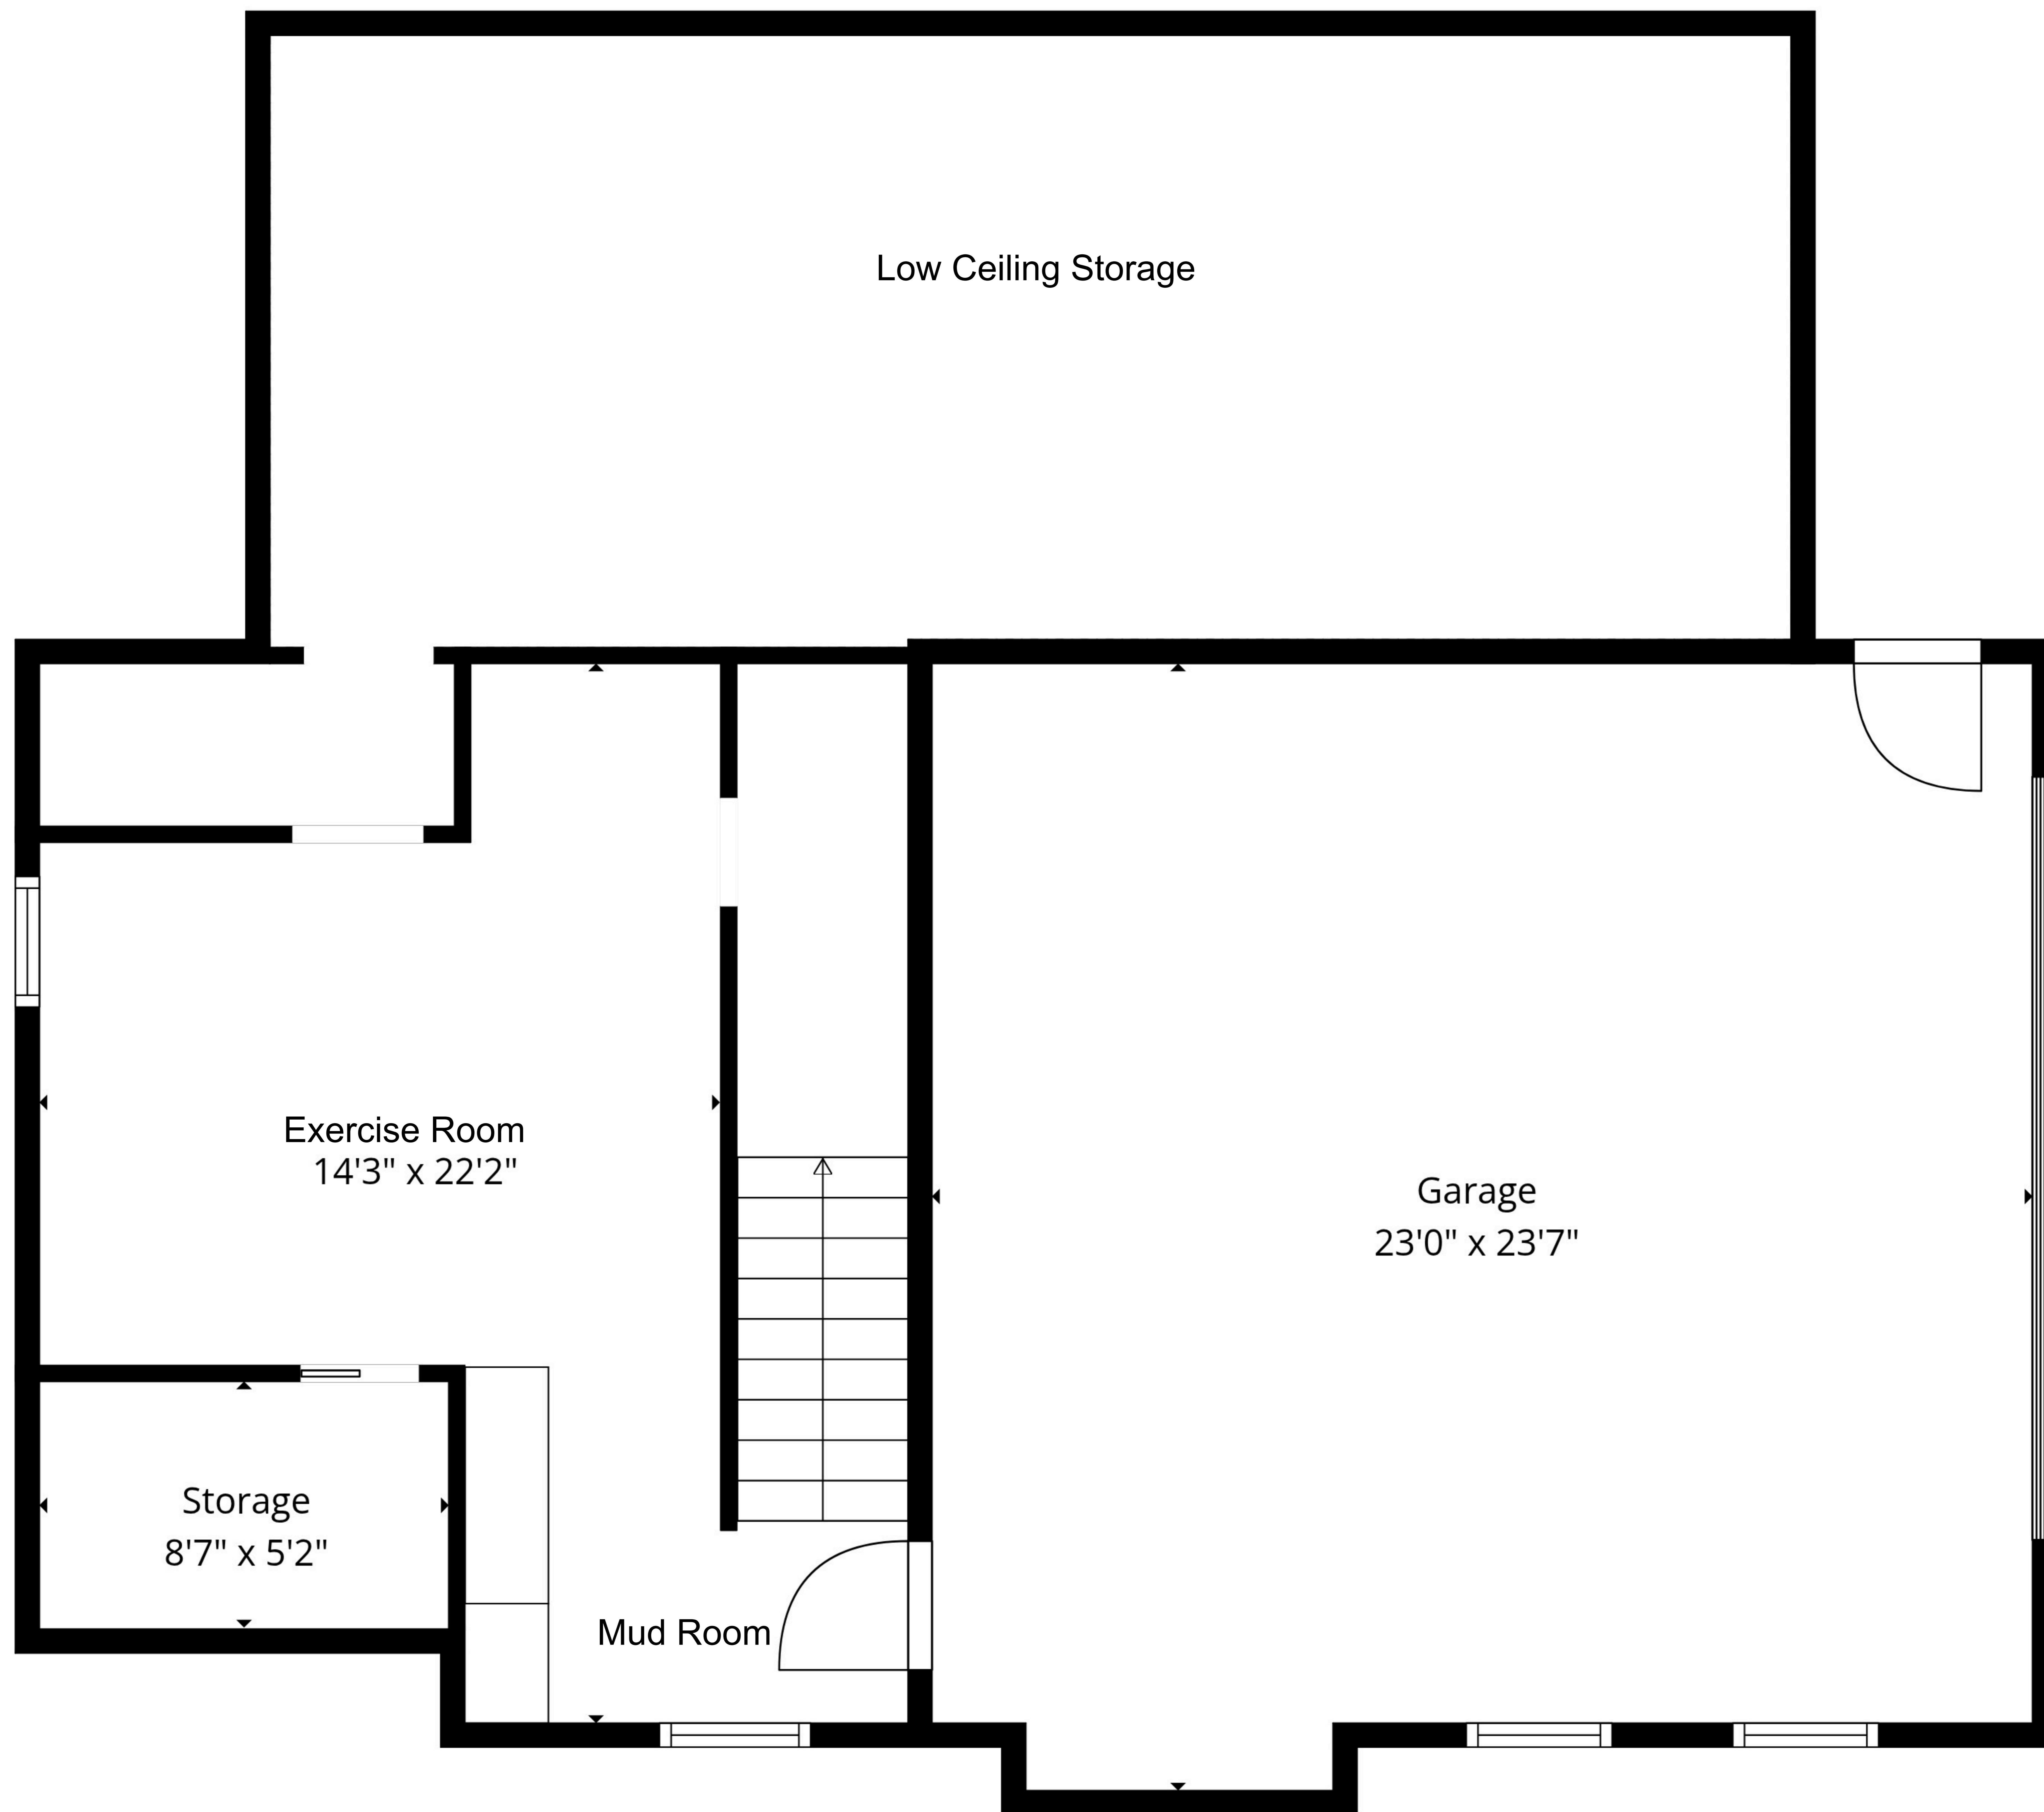 Low Ceiling Storage
Exercise Room
14'3" x 22'2"
Garage
23'0" x 23'7"
Storage
8'7" x 5'2"
Mud Room